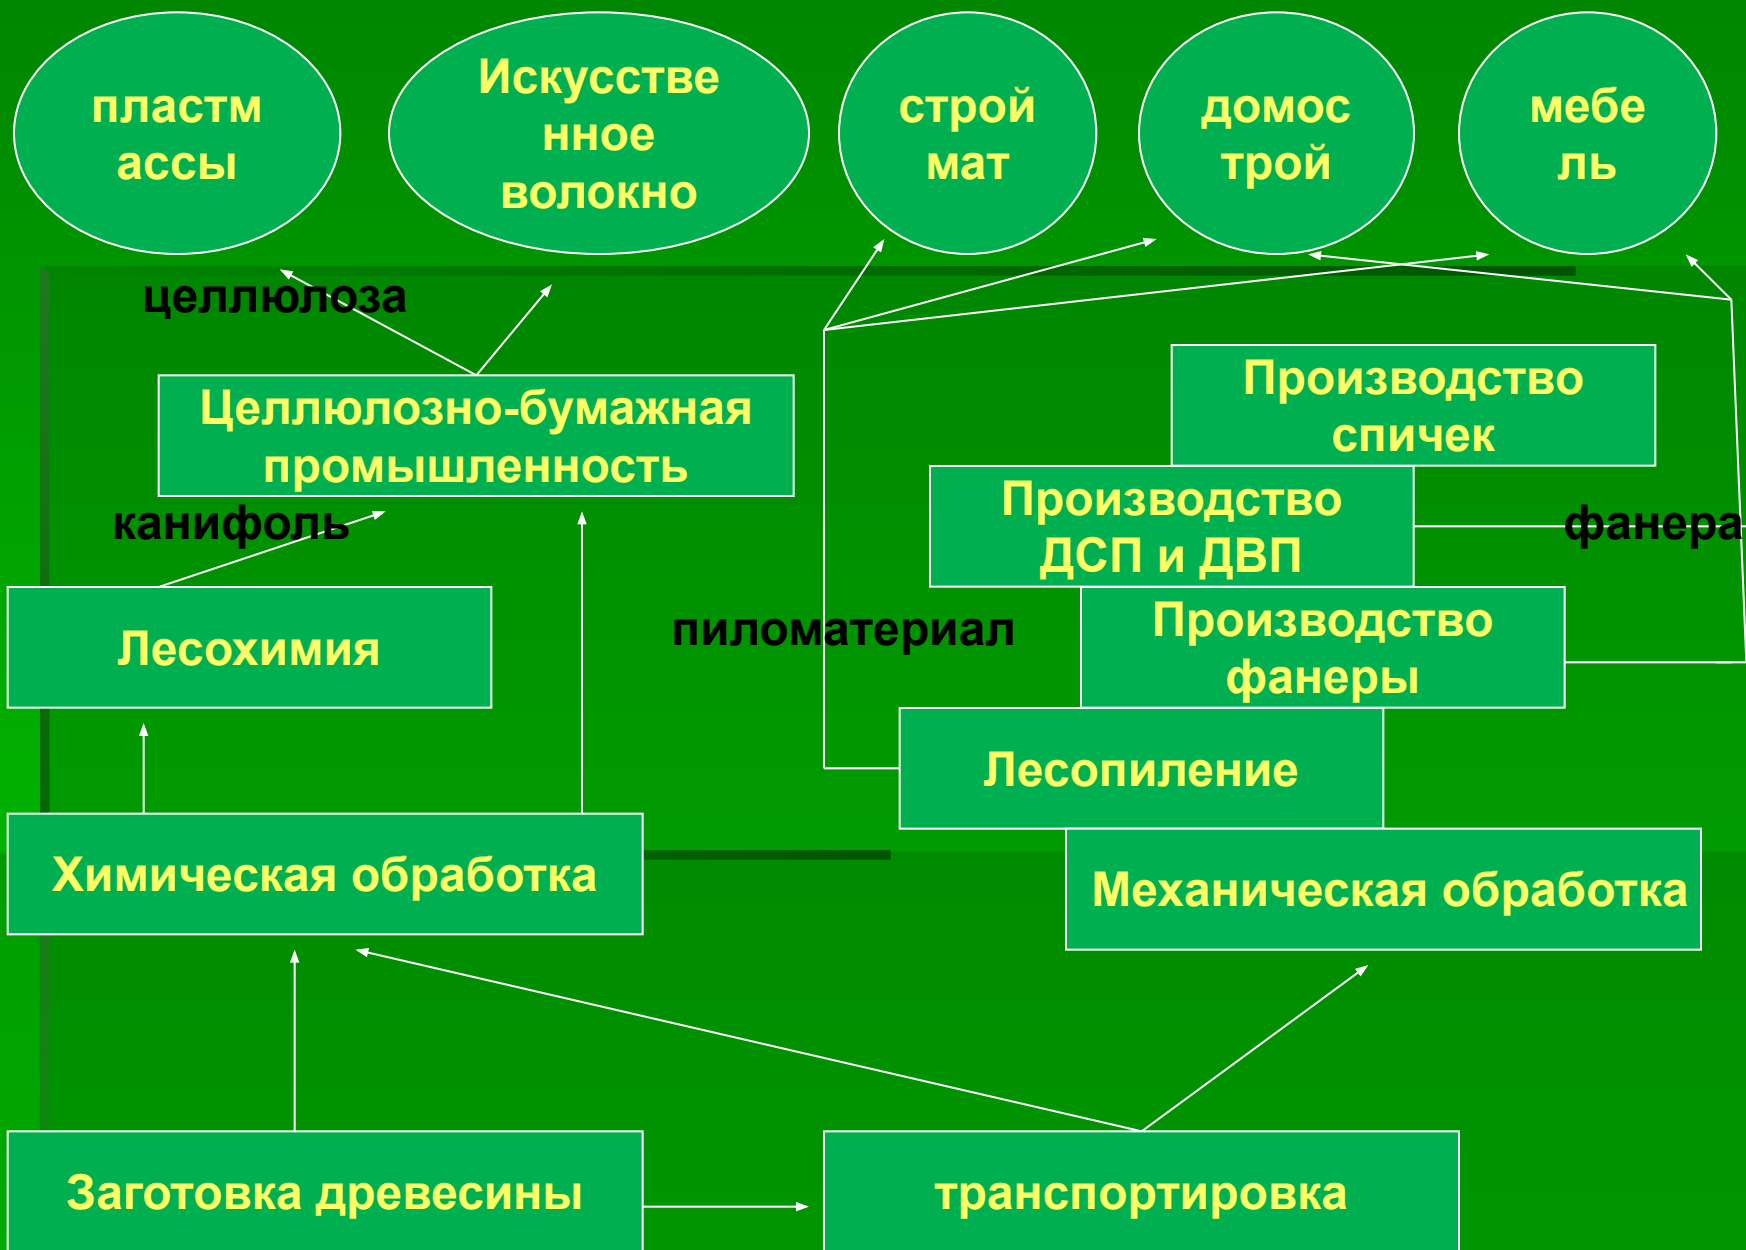 пластм
ассы
Искусстве
нное
волокно
строй
мат
домос
трой
мебе
ль
целлюлоза
Целлюлозно-бумажная
промышленность
Производство
спичек
канифоль
Производство
ДСП и ДВП
фанера
Лесохимия
пиломатериал
Производство
фанеры
Лесопиление
Химическая обработка
Механическая обработка
Заготовка древесины
транспортировка